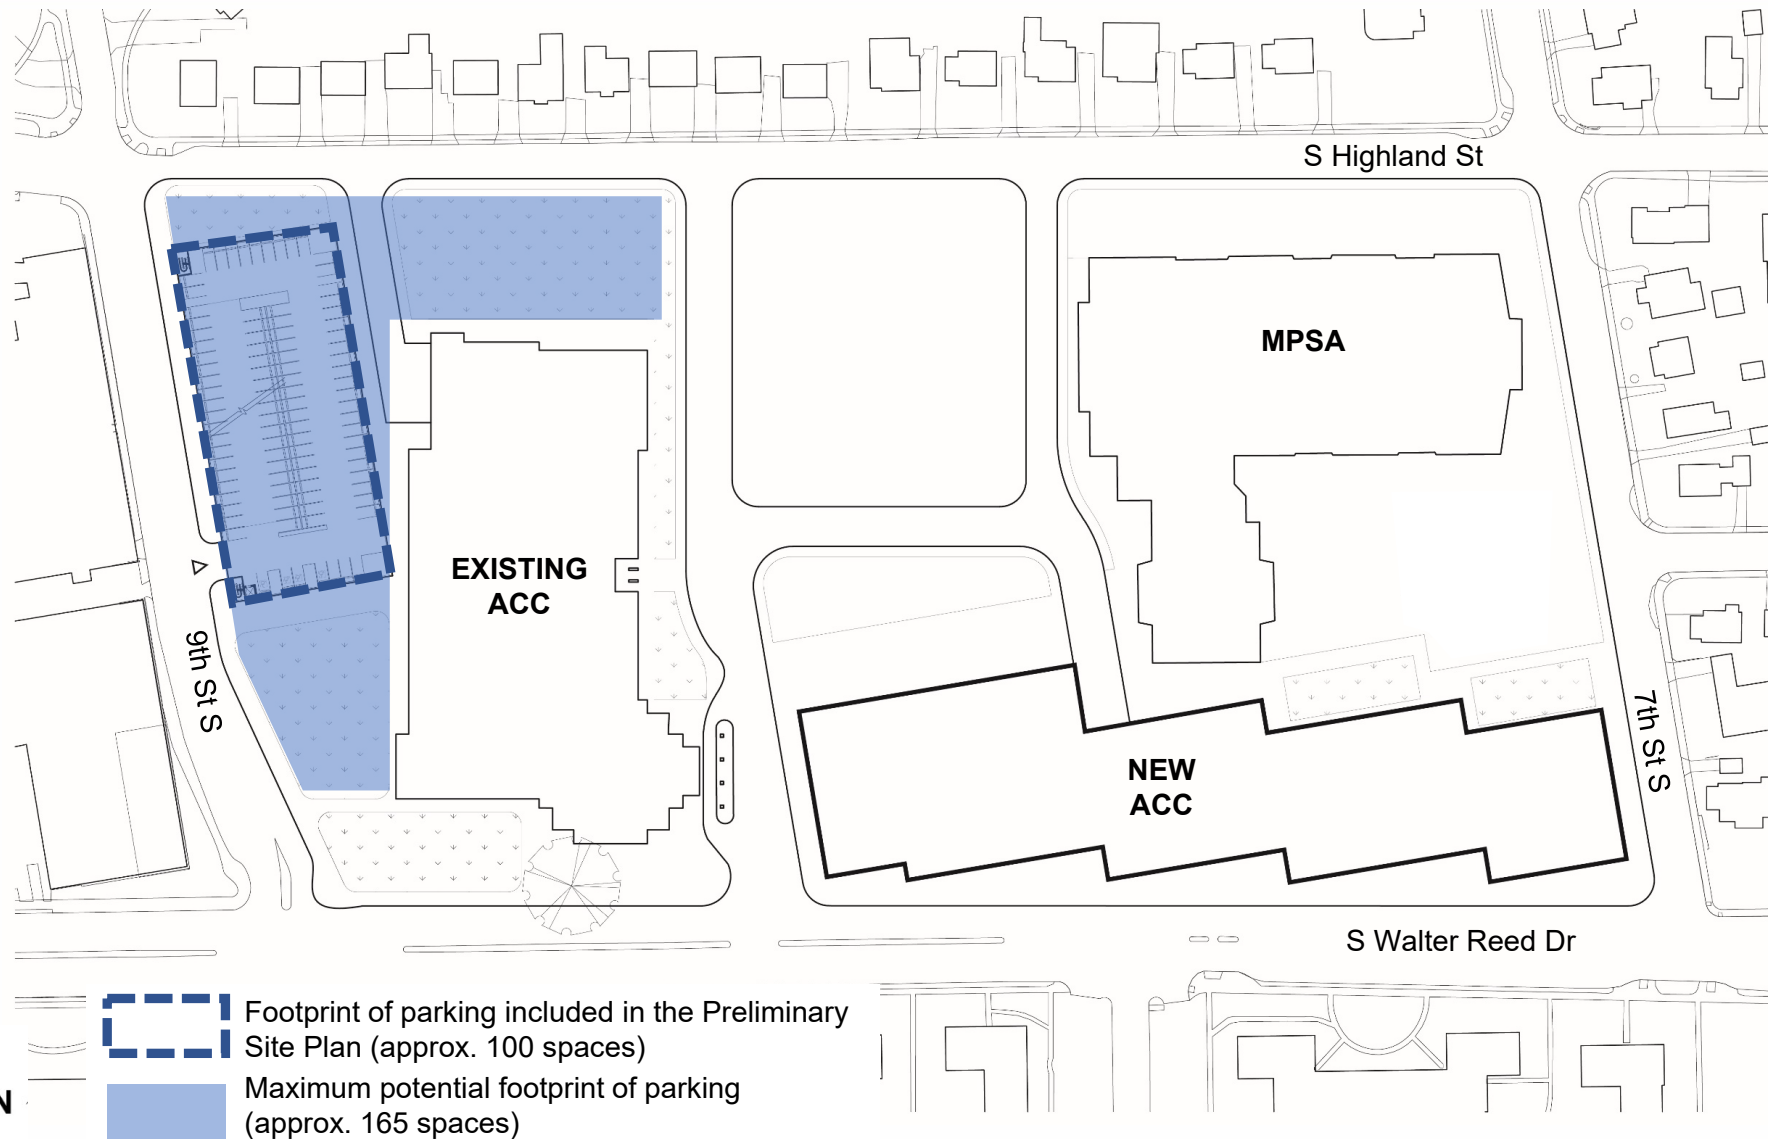 S Highland St
MPSA
EXISTING
ACC
9th St S
NEW
ACC
7th St S
S Walter Reed Dr
Footprint of parking included in the Preliminary
Site Plan (approx. 100 spaces)
Maximum potential footprint of parking
(approx. 165 spaces)
N